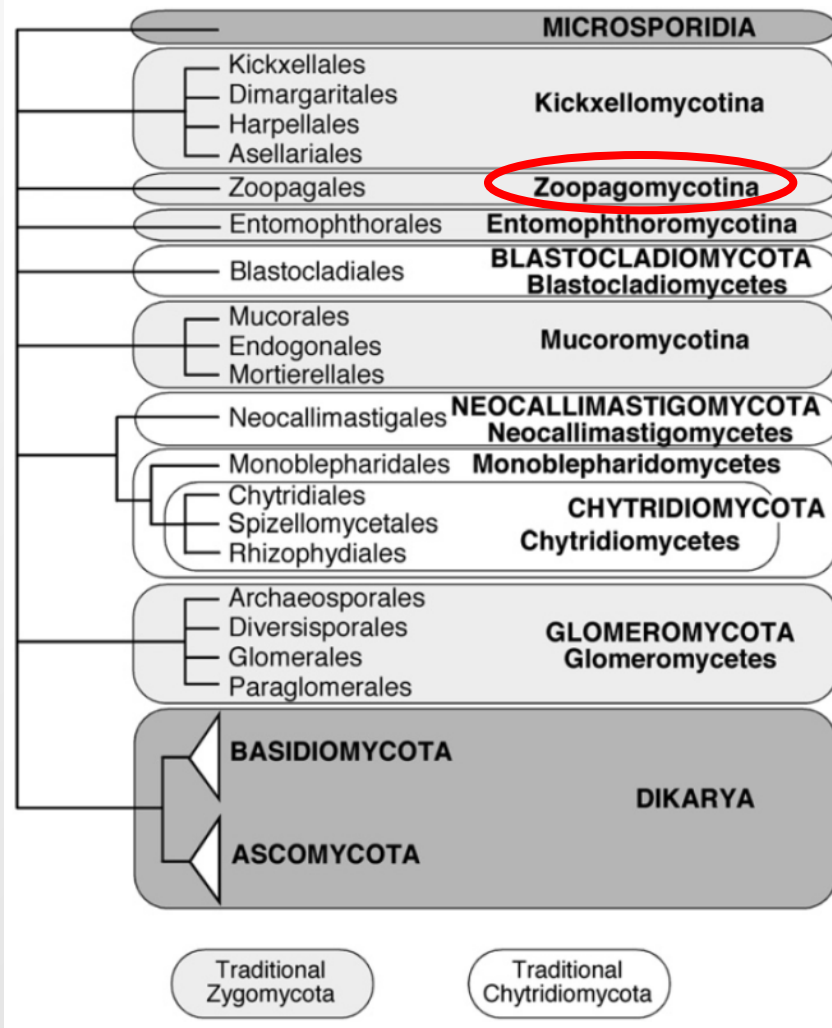 MICROSPORIDIA
Kickxellales
Dimargaritales
Harpellales
Asellariales
Kickxellomycotina
Zoopagales Zoopagomycotina
Entomophthorales Entomophthoromycotina
Blastocladiales
BLASTOCLADIOMYCOTA
Blastocladiomycetes
Mucorales
Endogonales
Mortierellales
Mucoromycotina
Neocallimastigales
NEOCALLIMASTIGOMYCOTA
Neocallimastigomycetes
Monoblepharidales Monoblepharidomycetes
Chytridiales
Spizellomycetales
Rhizophydiales
CHYTRIDIOMYCOTA
Chytridiomycetes
Archaeosporales
Diversisporales
Glomerales
Paraglomerales
GLOMEROMYCOTA
Glomeromycetes
BASIDIOMYCOTA
ASCOMYCOTA
DIKARYA
Traditional
Zygomycota
Traditional
Chytridiomycota